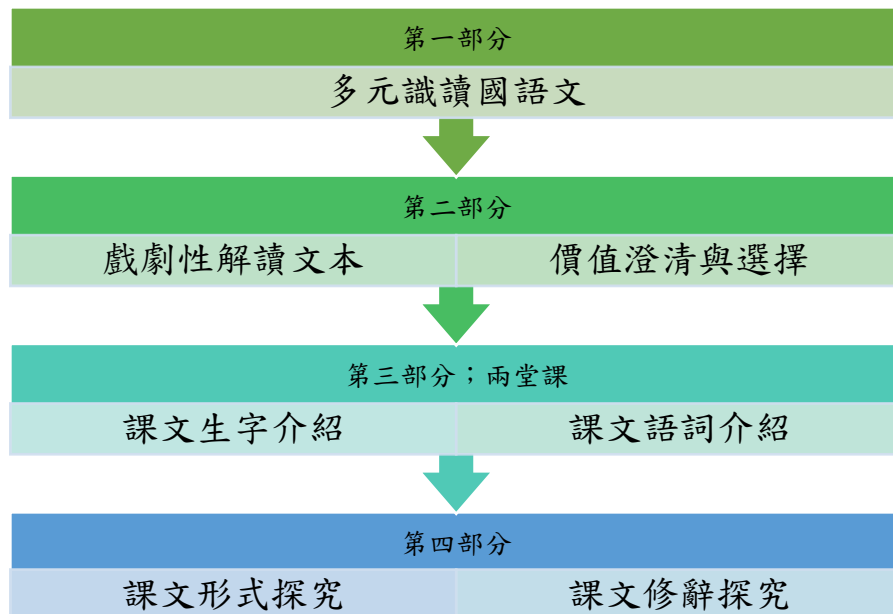 第一部分
多元識讀國語文
第二部分
戲劇性解讀文本
價值澄清與選擇
第三部分；兩堂課
課文生字介紹
課文語詞介紹
第四部分
課文形式探究
課文修辭探究